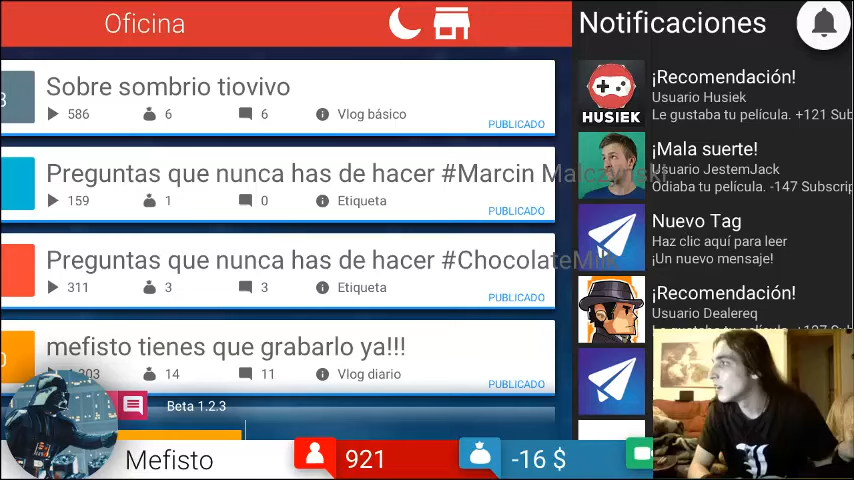 Oficina
Notificaciones
Sobre sombrio tiovivo
586 6 6 Vlog básico
PUBLICADO
Preguntas que nunca has de hacer #Marcin Malczynski
159 1 0 Etiqueta
PUBLICADO
Preguntas que nunca has de hacer #ChocolateMilk
311 3 3 Etiqueta
PUBLICADO
mefisto tienes que grabarlo ya!!!
14 11 Vlog diario
PUBLICADO
Beta 1.2.3
Mefisto
921
-16 $
HUSIEK
¡Recomendación!
Usuario Husiek
Le gustaba tu película. +121 Sub
¡Mala suerte!
Usuario JestemJack
Odiaba tu película. -147 Subscrip
Nuevo Tag
Haz clic aquí para leer
¡Un nuevo mensaje!
¡Recomendación!
Usuario Dealereq